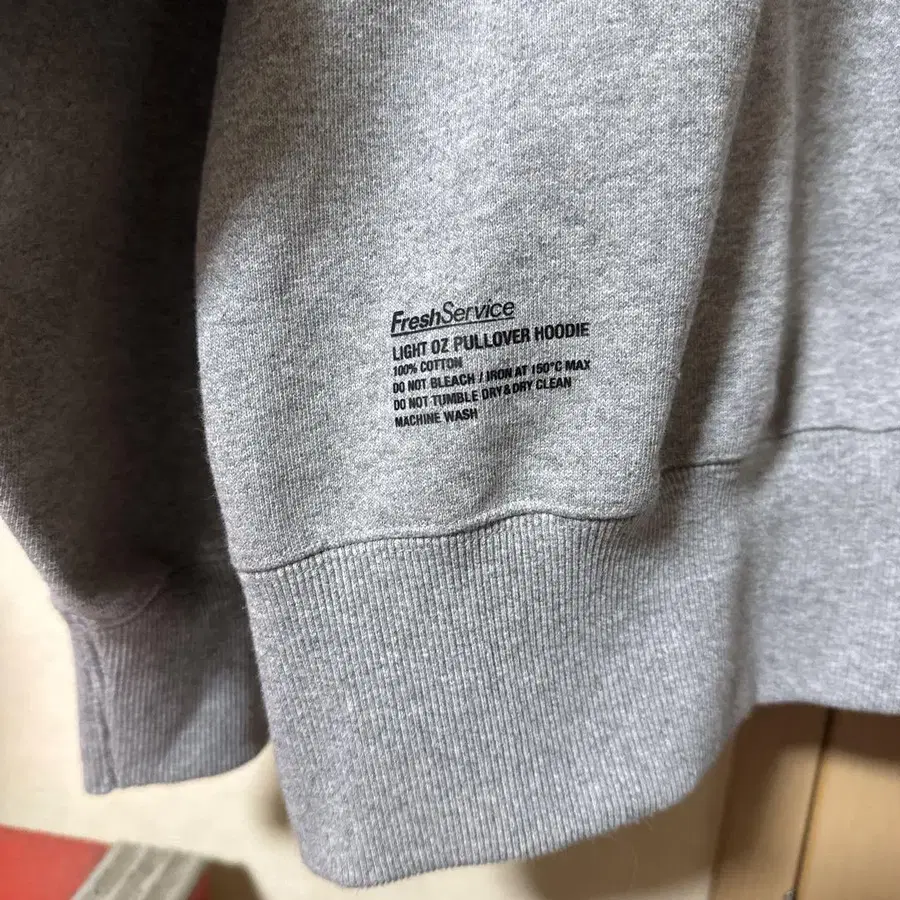 FreshService
LIGHT OZ PULLOVER HOODIE
100% COTTON
DO NOT BLEACH / IRON AT 150°C MAX
DO NOT TUMBLE DRY & DRY CLEAN
MACHINE WASH